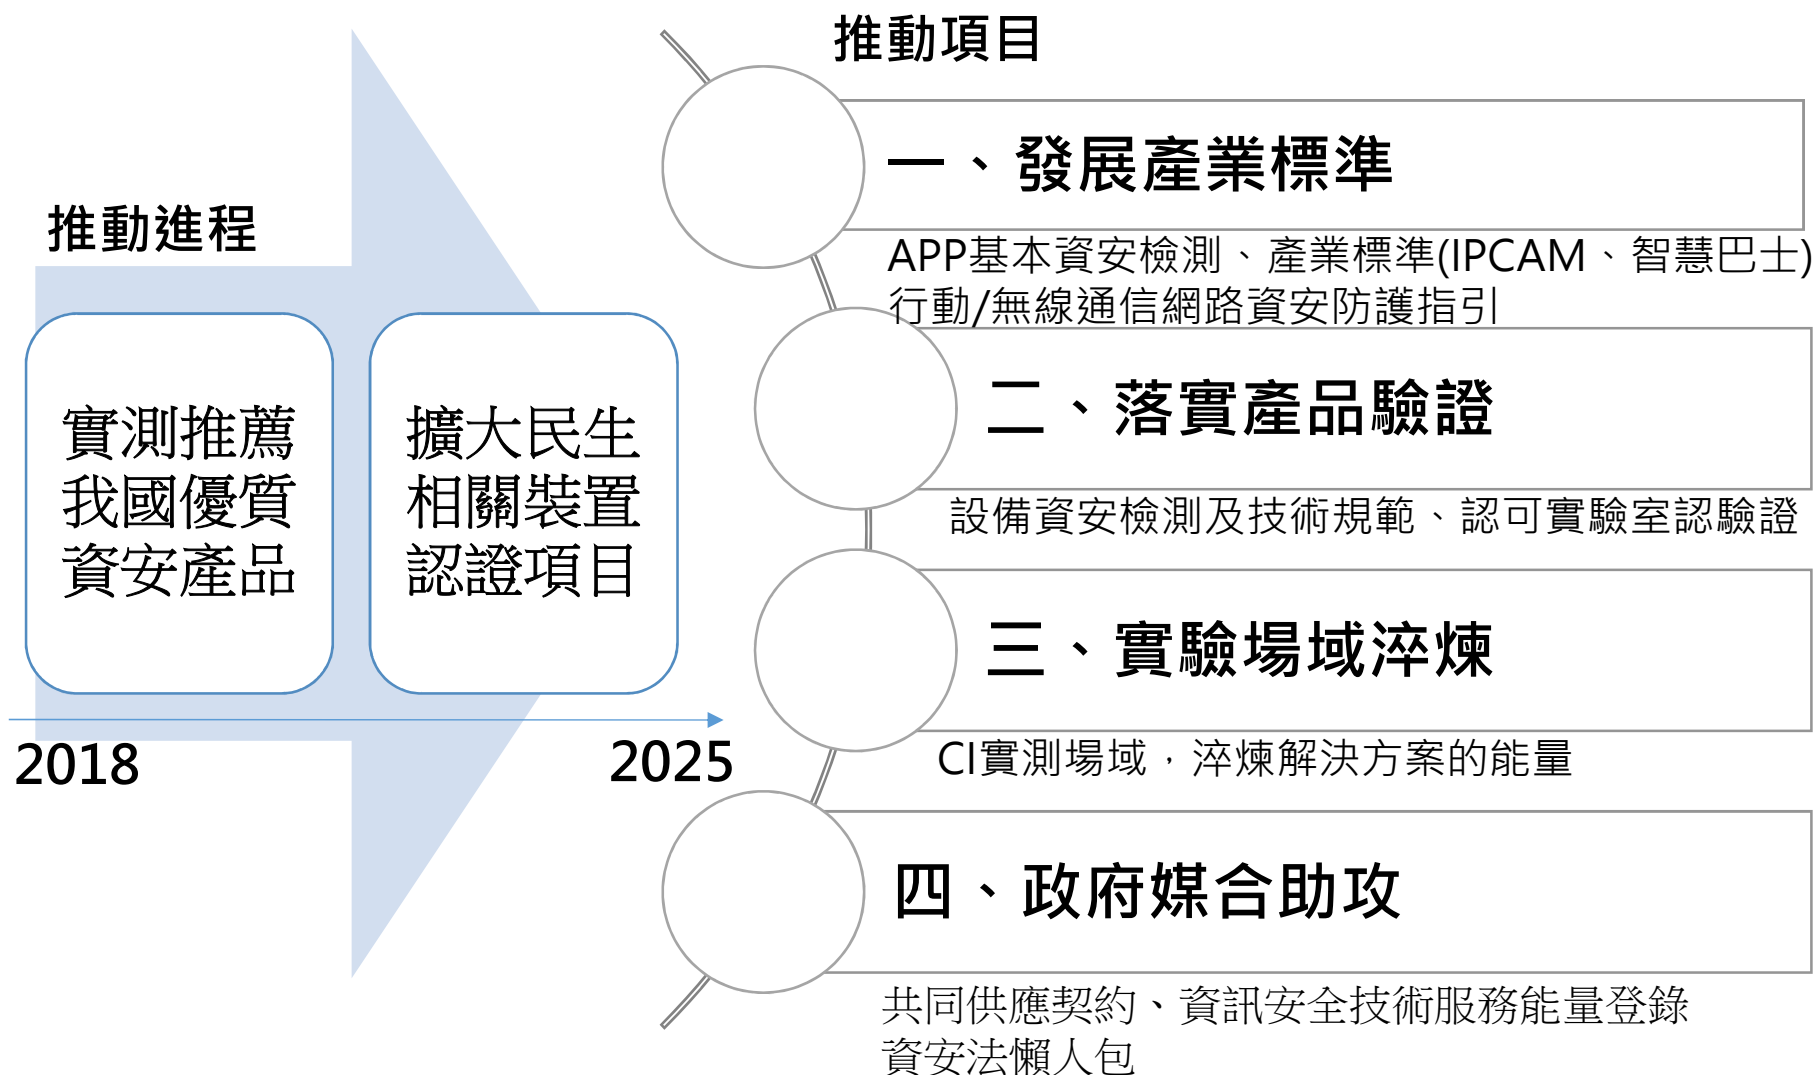 推動進程
實測推薦
我國優質
資安產品
擴大民生
相關裝置
認證項目
2018
2025
推動項目
一、發展產業標準
APP基本資安檢測、產業標準(IPCAM、智慧巴士)
行動/無線通信網路資安防護指引
二、落實產品驗證
設備資安檢測及技術規範、認可實驗室認驗證
三、實驗場域淬煉
CI實測場域，淬煉解決方案的能量
四、政府媒合助攻
共同供應契約、資訊安全技術服務能量登錄
資安法懶人包